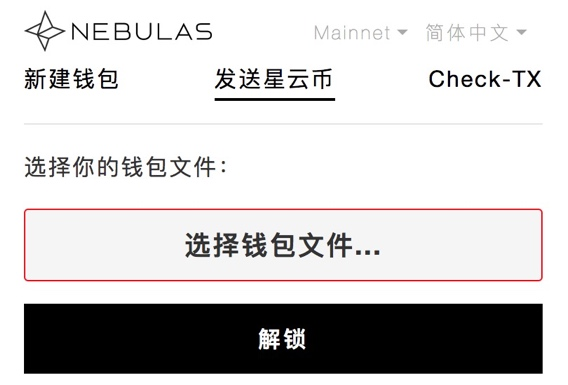 NEBULAS Mainnet 简体中文
新建钱包 发送星云币 Check-TX
选择你的钱包文件：
选择钱包文件...
解锁